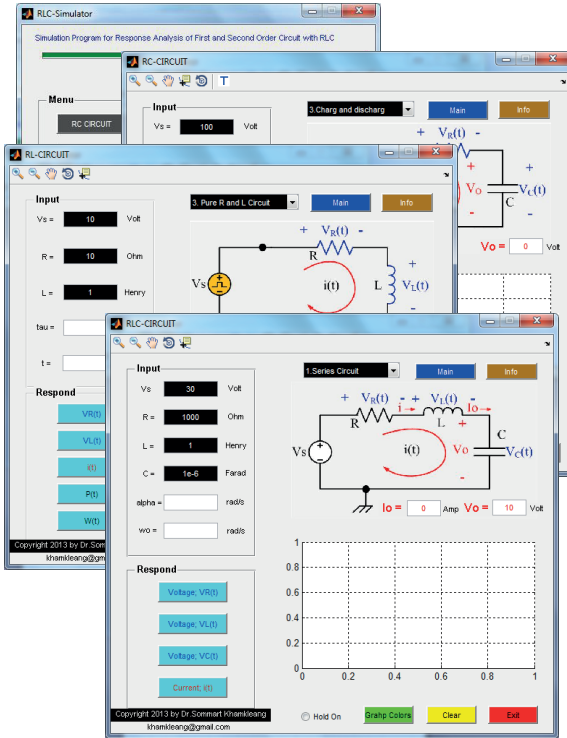 RLC-Simulator
Simulation Program for Response Analysis of First and Second Order Circuit with RLC
Menu
RC CIRCUIT
RC-CIRCUIT
T
Input
Vs = 100 Volt
3.Charg and discharg
Main
Info
+ VR(t) -
+ +
Vo VC(t)
C
- -
Vo = 0 Volt
RL-CIRCUIT
Input
Vs = 10 Volt
R = 10 Ohm
L = 1 Henry
tau =
t =
Respond
VR(t)
VL(t)
i(t)
P(t)
W(t)
Copyright 2013 by Dr.Somm
khamkleang@gm
3. Pure R and L Circuit
Main
Info
+ VR(t) -
R
+
Vs i(t) L VL(t)
RLC-CIRCUIT
Input
Vs 30 Volt
R = 1000 Ohm
L = 1 Henry
C = 1e-6 Farad
alpha = rad/s
wo = rad/s
Respond
Voltage; VR(t)
Voltage; VL(t)
Voltage; VC(t)
Current; i(t)
Copyright 2013 by Dr.Sommart Khamkleang
khamkleang@gmail.com
1.Series Circuit
Main
Info
+ VR(t) - + VL(t) -
i Io
R L + C
Vs i(t) Vo VC(t)
-
Io = 0 Amp Vo = 10 Volt
1
0.8
0.6
0.4
0.2
0
0 0.2 0.4 0.6 0.8 1
Hold On
Grahp Colors
Clear
Exit